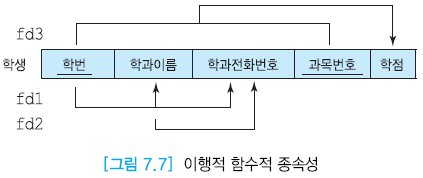 fd3
학생 학번 학과이름 학과전화번호 과목번호 학점
fd1
fd2
[그림 7.7] 이행적 함수적 종속성